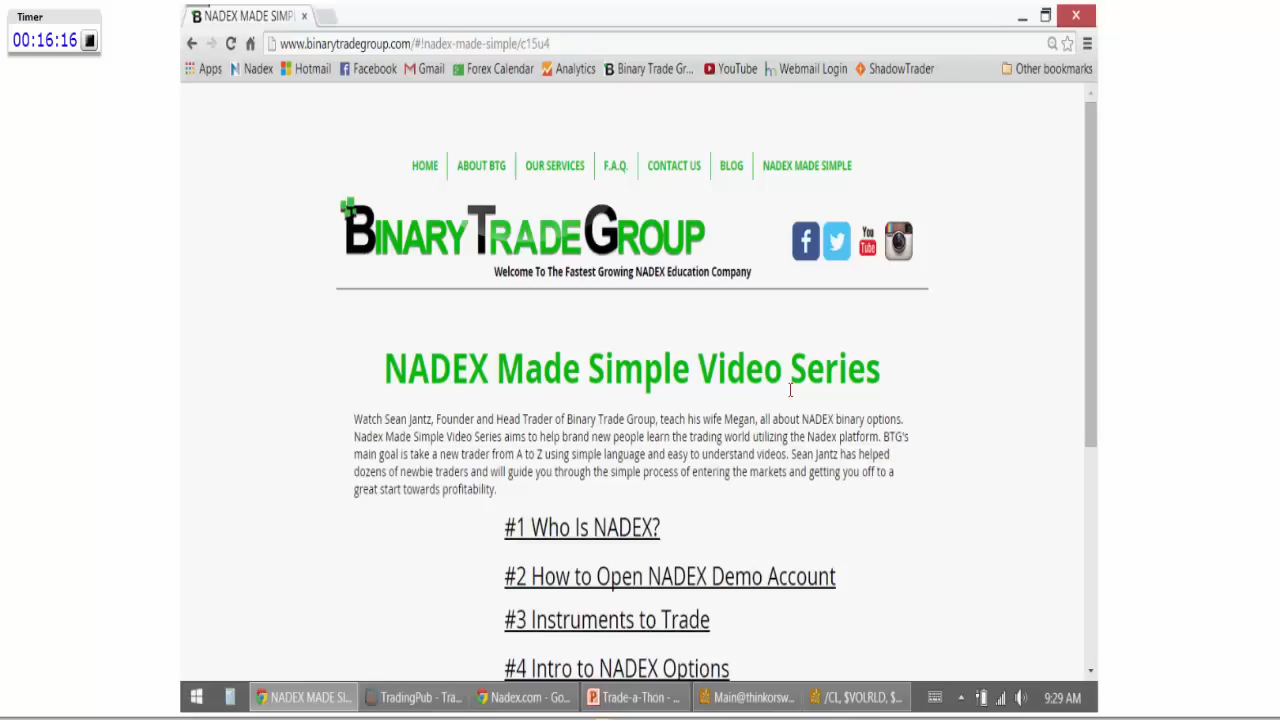 Timer
00:16:16
NADEX MADE SIMP
www.binarytradegroup.com/#!nadex-made-simple/c15u4
Apps Nadex Hotmail Facebook Gmail Forex Calendar Analytics Binary Trade Gr... YouTube Webmail Login ShadowTrader Other bookmarks
HOME ABOUT BTG OUR SERVICES F.A.Q. CONTACT US BLOG NADEX MADE SIMPLE
BINARYTRADEGROUP
You
Tube
Welcome To The Fastest Growing NADEX Education Company
NADEX Made Simple Video Series
Watch Sean Jantz, Founder and Head Trader of Binary Trade Group, teach his wife Megan, all about NADEX binary options.
Nadex Made Simple Video Series aims to help brand new people learn the trading world utilizing the Nadex platform. BTG's
main goal is take a new trader from A to Z using simple language and easy to understand videos. Sean Jantz has helped
dozens of newbie traders and will guide you through the simple process of entering the markets and getting you off to a
great start towards profitability.
#1 Who Is NADEX?
#2 How to Open NADEX Demo Account
#3 Instruments to Trade
#4 Intro to NADEX Options
NADEX MADE SI... TradingPub - Tra... Nadex.com - Go... Trade-a-Thon - ... Main@thinkorsw... /CL, $VOLRLD, $... 9:29 AM